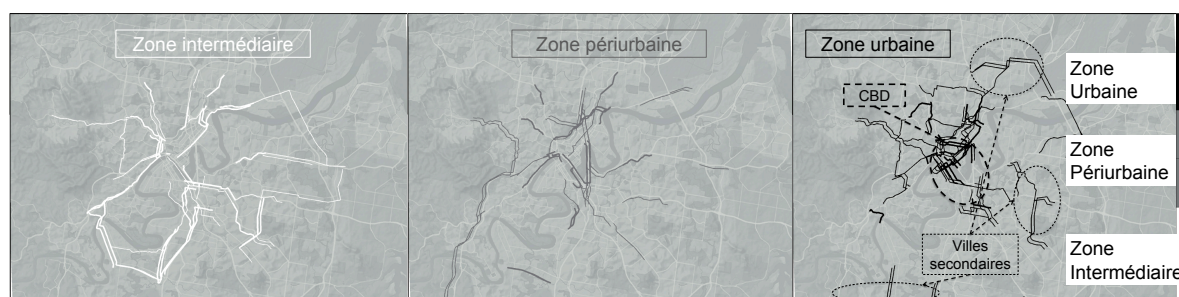 Zone intermédiaire
Zone périurbaine
Zone urbaine
CBD
Villes
secondaires
Zone
Urbaine
Zone
Périurbaine
Zone
Intermédiaire